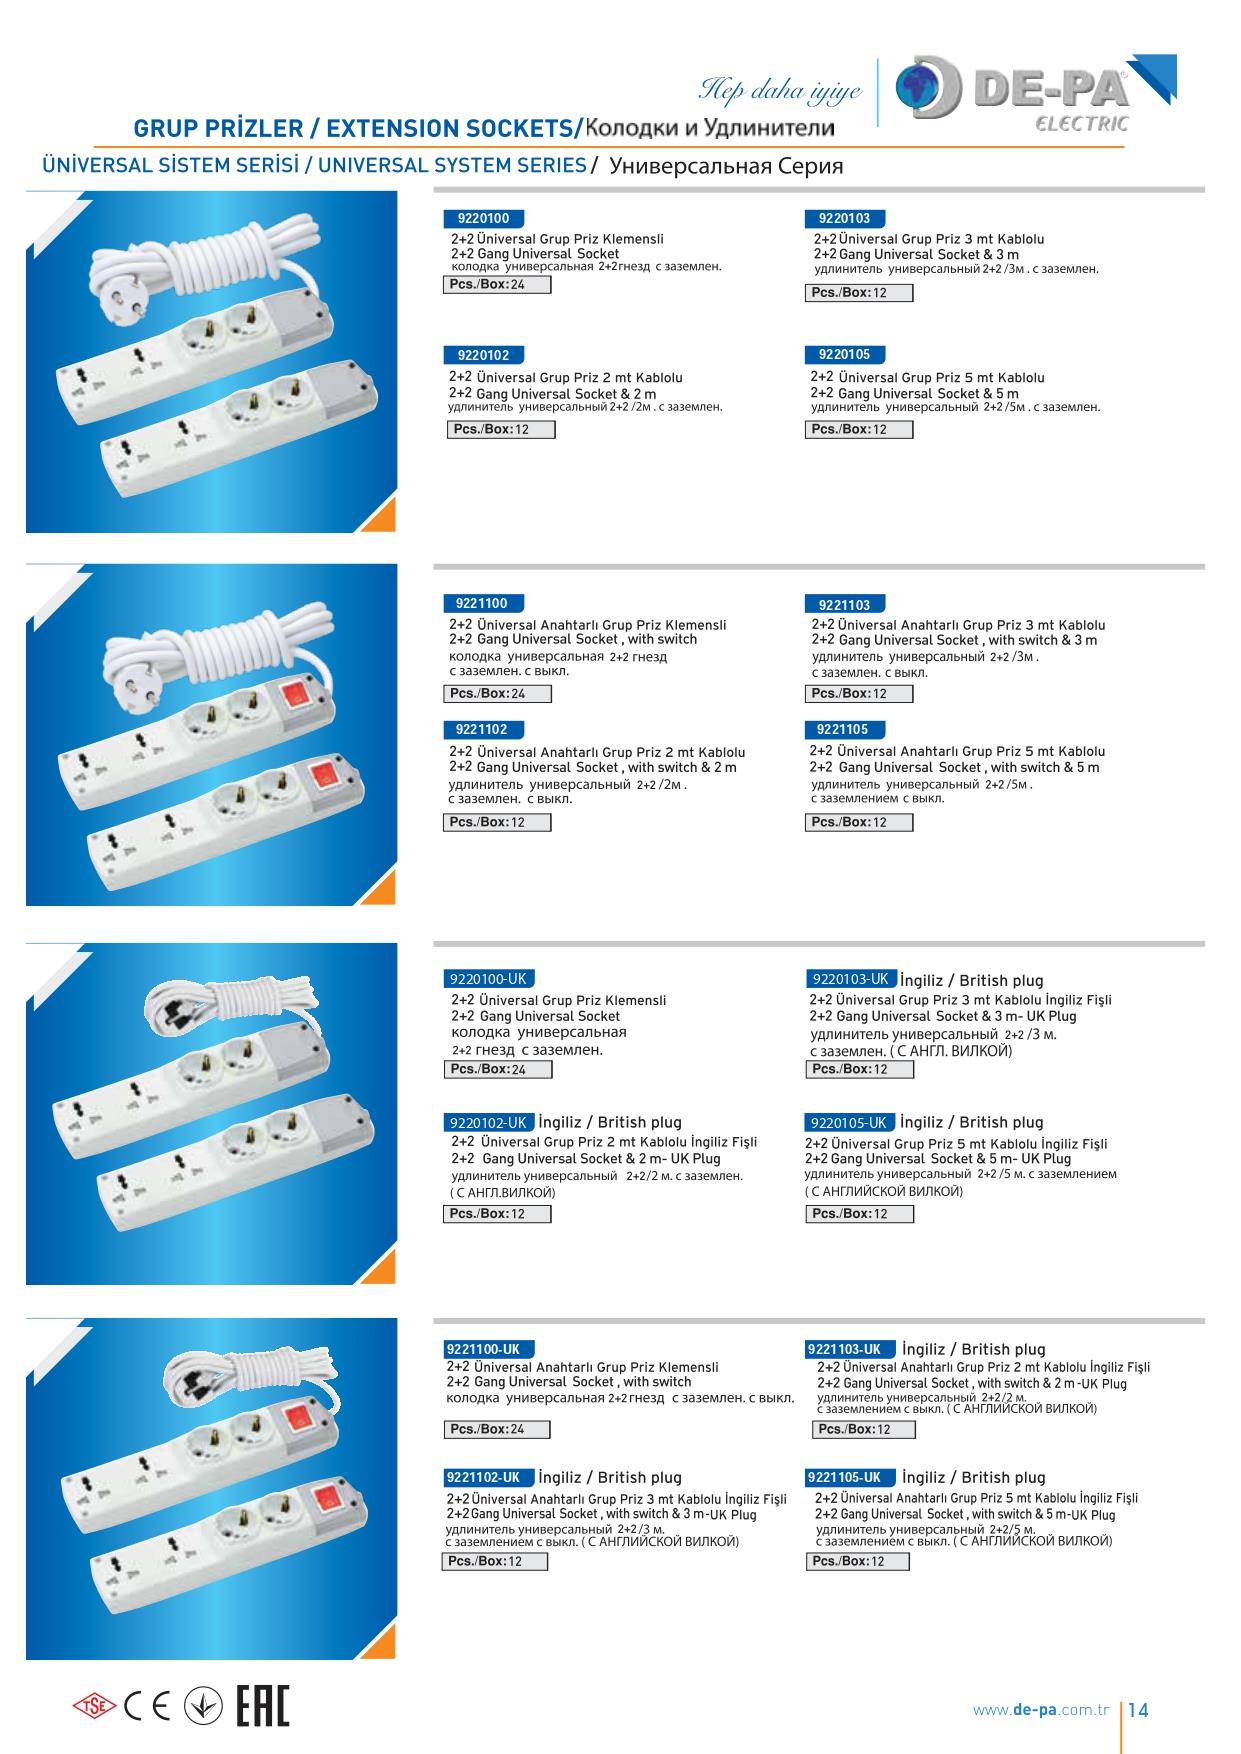 Hep daha iyiye
DE-PA®
ELECTRIC
GRUP PRİZLER / EXTENSION SOCKETS/Колодки и Удлинители
ÜNİVERSAL SİSTEM SERİSİ / UNIVERSAL SYSTEM SERIES / Универсальная Серия
9220100
2+2 Üniversal Grup Priz Klemensli
2+2 Gang Universal Socket
колодка универсальная 2+2 гнезд с заземлен.
Pcs./Box: 24
9220103
2+2 Üniversal Grup Priz 3 mt Kablolu
2+2 Gang Universal Socket & 3 m
удлинитель универсальный 2+2 /3м . с заземлен.
Pcs./Box: 12
9220102
2+2 Üniversal Grup Priz 2 mt Kablolu
2+2 Gang Universal Socket & 2 m
удлинитель универсальный 2+2 /2м . с заземлен.
Pcs./Box: 12
9220105
2+2 Üniversal Grup Priz 5 mt Kablolu
2+2 Gang Universal Socket & 5 m
удлинитель универсальный 2+2 /5м . с заземлен.
Pcs./Box: 12
9221100
2+2 Üniversal Anahtarlı Grup Priz Klemensli
2+2 Gang Universal Socket , with switch
колодка универсальная 2+2 гнезд
с заземлен. с выкл.
Pcs./Box: 24
9221103
2+2 Üniversal Anahtarlı Grup Priz 3 mt Kablolu
2+2 Gang Universal Socket , with switch & 3 m
удлинитель универсальный 2+2 /3м .
с заземлен. с выкл.
Pcs./Box: 12
9221102
2+2 Üniversal Anahtarlı Grup Priz 2 mt Kablolu
2+2 Gang Universal Socket , with switch & 2 m
удлинитель универсальный 2+2 /2м .
с заземлен. с выкл.
Pcs./Box: 12
9221105
2+2 Üniversal Anahtarlı Grup Priz 5 mt Kablolu
2+2 Gang Universal Socket , with switch & 5 m
удлинитель универсальный 2+2 /5м .
с заземлением с выкл.
Pcs./Box: 12
9220100-UK
2+2 Üniversal Grup Priz Klemensli
2+2 Gang Universal Socket
колодка универсальная
2+2 гнезд с заземлен.
Pcs./Box: 24
9220103-UK İngiliz / British plug
2+2 Üniversal Grup Priz 3 mt Kablolu İngiliz Fişli
2+2 Gang Universal Socket & 3 m- UK Plug
удлинитель универсальный 2+2 /3 м.
с заземлен. ( С АНГЛ. ВИЛКОЙ)
Pcs./Box: 12
9220102-UK İngiliz / British plug
2+2 Üniversal Grup Priz 2 mt Kablolu İngiliz Fişli
2+2 Gang Universal Socket & 2 m- UK Plug
удлинитель универсальный 2+2/2 м. с заземлен.
( С АНГЛ.ВИЛКОЙ)
Pcs./Box: 12
9220105-UK İngiliz / British plug
2+2 Üniversal Grup Priz 5 mt Kablolu İngiliz Fişli
2+2 Gang Universal Socket & 5 m- UK Plug
удлинитель универсальный 2+2 /5 м. с заземлением
( С АНГЛИЙСКОЙ ВИЛКОЙ)
Pcs./Box: 12
9221100-UK
2+2 Üniversal Anahtarlı Grup Priz Klemensli
2+2 Gang Universal Socket , with switch
колодка универсальная 2+2 гнезд с заземлен. с выкл.
Pcs./Box: 24
9221103-UK İngiliz / British plug
2+2 Üniversal Anahtarlı Grup Priz 2 mt Kablolu İngiliz Fişli
2+2 Gang Universal Socket , with switch & 2 m -UK Plug
удлинитель универсальный 2+2/2 м.
с заземлением с выкл. ( С АНГЛИЙСКОЙ ВИЛКОЙ)
Pcs./Box: 12
9221102-UK İngiliz / British plug
2+2 Üniversal Anahtarlı Grup Priz 3 mt Kablolu İngiliz Fişli
2+2 Gang Universal Socket , with switch & 3 m-UK Plug
удлинитель универсальный 2+2/3 м.
с заземлением с выкл. ( С АНГЛИЙСКОЙ ВИЛКОЙ)
Pcs./Box: 12
9221105-UK İngiliz / British plug
2+2 Üniversal Anahtarlı Grup Priz 5 mt Kablolu İngiliz Fişli
2+2 Gang Universal Socket , with switch & 5 m-UK Plug
удлинитель универсальный 2+2/5 м.
с заземлением с выкл. ( С АНГЛИЙСКОЙ ВИЛКОЙ)
Pcs./Box: 12
TSE CE EAC
www.de-pa.com.tr 14